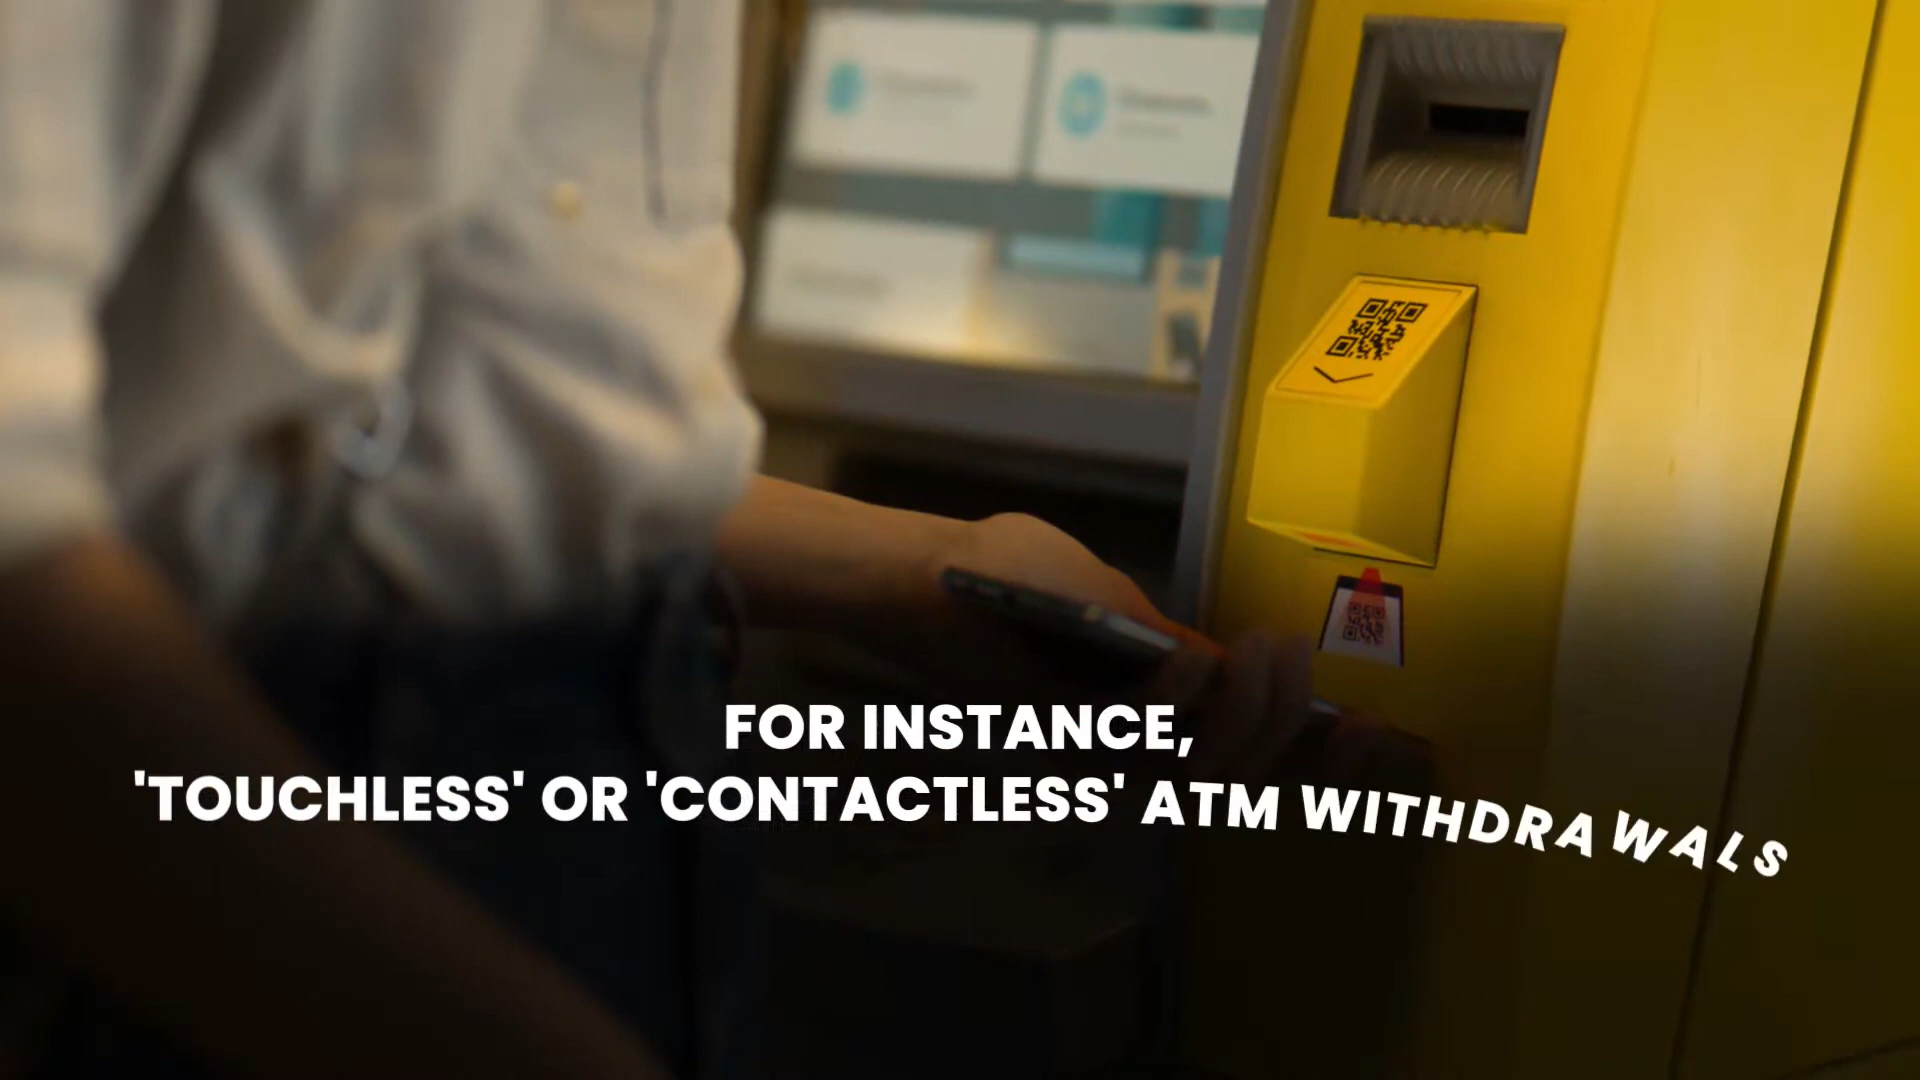 FOR INSTANCE,
'TOUCHLESS' OR 'CONTACTLESS' ATM WITHDRAWALS